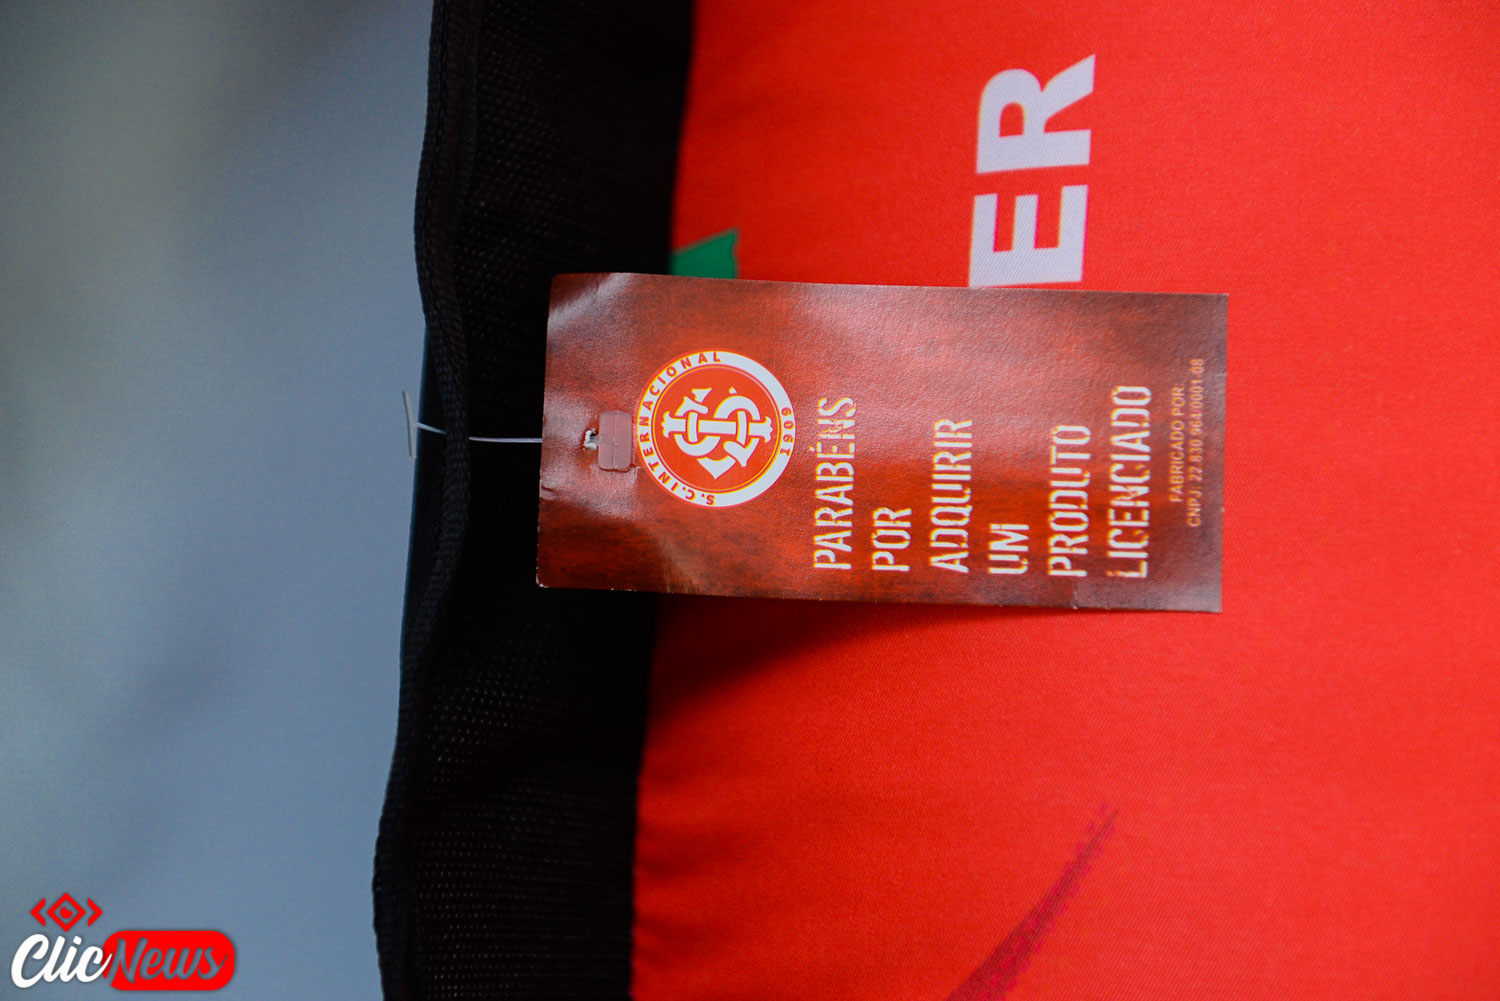 ER
S.C.INTERNACIONAL
1909
PARABÉNS
POR
ADQUIRIR
UM
PRODUTO
LICENCIADO
FABRICADO POR:
CNPJ 22.830.964/0001-08
ClicNews